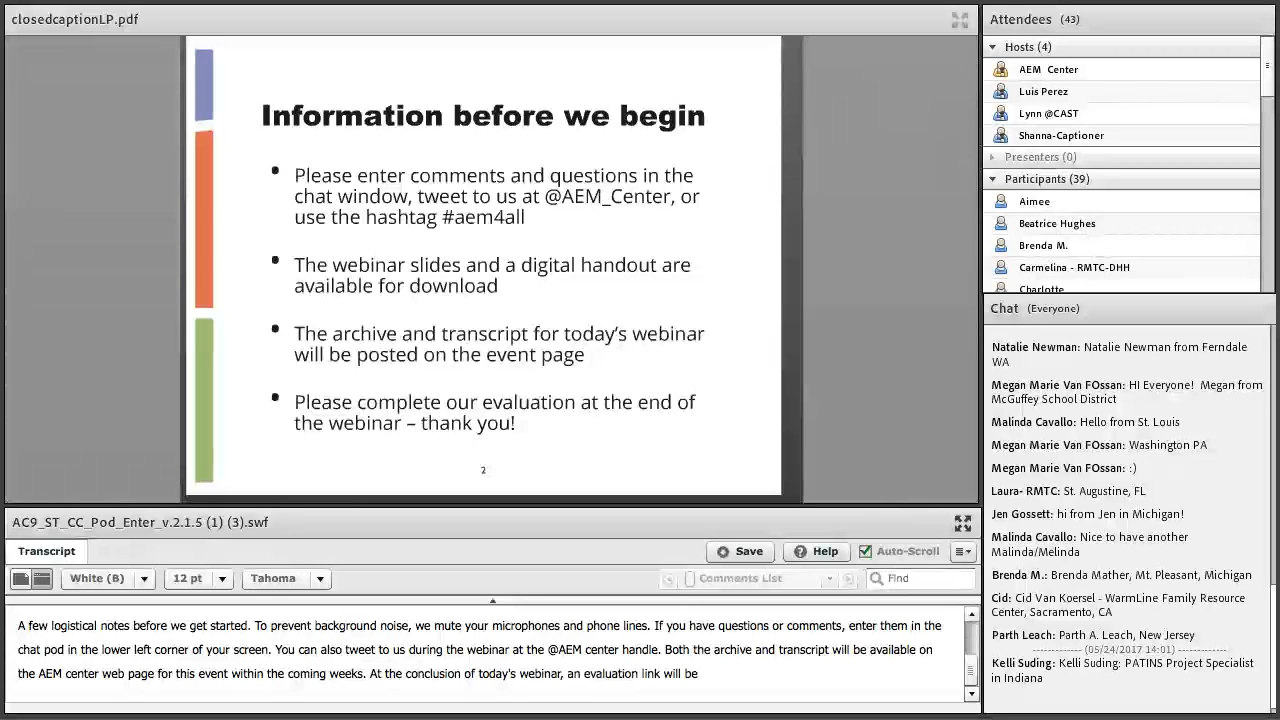 closedcaptionLP.pdf
Information before we begin
• Please enter comments and questions in the
chat window, tweet to us at @AEM_Center, or
use the hashtag #aem4all
• The webinar slides and a digital handout are
available for download
• The archive and transcript for today's webinar
will be posted on the event page
• Please complete our evaluation at the end of
the webinar – thank you!
2
AC9_ST_CC_Pod_Enter_v.2.1.5 (1) (3).swf
Transcript
Save
Help
Auto-Scroll
White (B)
12 pt
Tahoma
Comments List
Find
A few logistical notes before we get started. To prevent background noise, we mute your microphones and phone lines. If you have questions or comments, enter them in the
chat pod in the lower left corner of your screen. You can also tweet to us during the webinar at the @AEM center handle. Both the archive and transcript will be available on
the AEM center web page for this event within the coming weeks. At the conclusion of today's webinar, an evaluation link will be
Attendees (43)
Hosts (4)
AEM Center
Luis Perez
Lynn @CAST
Shanna-Captioner
Presenters (0)
Participants (39)
Aimee
Beatrice Hughes
Brenda M.
Carmelina - RMTC-DHH
Charlotte
Chat (Everyone)
Natalie Newman: Natalie Newman from Ferndale
WA
Megan Marie Van FOssan: HI Everyone! Megan from
McGuffey School District
Malinda Cavallo: Hello from St. Louis
Megan Marie Van FOssan: Washington PA
Megan Marie Van FOssan: :)
Laura- RMTC: St. Augustine, FL
Jen Gossett: hi from Jen in Michigan!
Malinda Cavallo: Nice to have another
Malinda/Melinda
Brenda M.: Brenda Mather, Mt. Pleasant, Michigan
Cid: Cid Van Koersel - WarmLine Family Resource
Center, Sacramento, CA
Parth Leach: Parth A. Leach, New Jersey
------------- (05/24/2017 14:01) -------------
Kelli Suding: Kelli Suding: PATINS Project Specialist
in Indiana